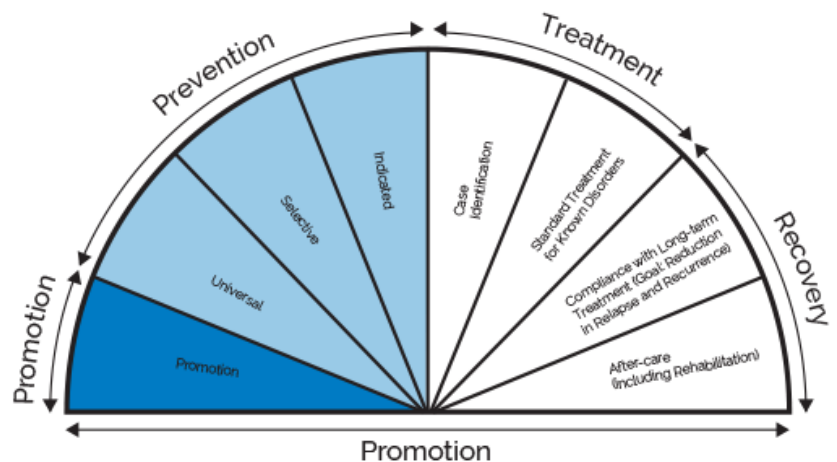 Promotion
Prevention
Treatment
Recovery
Promotion
Universal
Selective
Indicated
Case
Identification
Standard Treatment
for Known Disorders
Compliance with Long-term
Treatment (Goal: Reduction
in Relapse and Recurrence)
After-care
(Including Rehabilitation)
Promotion